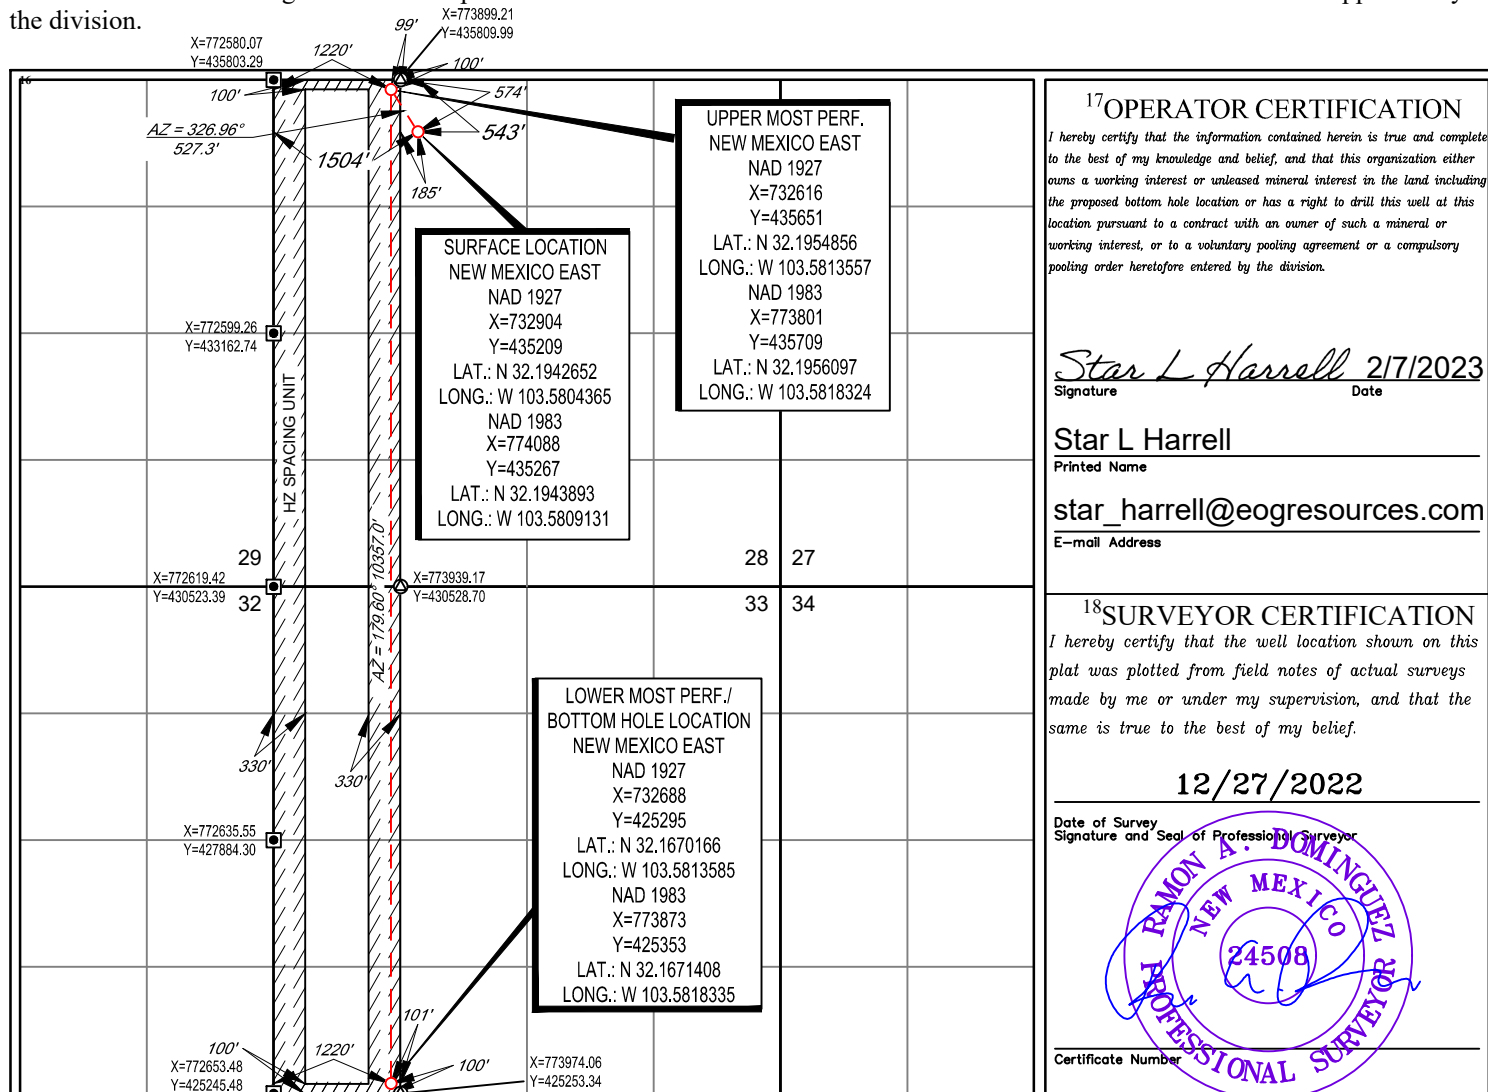 the division.
16
X=772580.07
Y=435803.29
1220'
99'
X=773899.21
Y=435809.99
100'
100'
574'
543'
AZ = 326.96°
527.3'
1504'
185'
UPPER MOST PERF.
NEW MEXICO EAST
NAD 1927
X=732616
Y=435651
LAT.: N 32.1954856
LONG.: W 103.5813557
NAD 1983
X=773801
Y=435709
LAT.: N 32.1956097
LONG.: W 103.5818324
SURFACE LOCATION
NEW MEXICO EAST
NAD 1927
X=732904
Y=435209
LAT.: N 32.1942652
LONG.: W 103.5804365
NAD 1983
X=774088
Y=435267
LAT.: N 32.1943893
LONG.: W 103.5809131
X=772599.26
Y=433162.74
HZ SPACING UNIT
AZ = 179.60° 10357.0'
29
28
27
X=772619.42
Y=430523.39
32
X=773939.17
Y=430528.70
33
34
330'
330'
LOWER MOST PERF./
BOTTOM HOLE LOCATION
NEW MEXICO EAST
NAD 1927
X=732688
Y=425295
LAT.: N 32.1670166
LONG.: W 103.5813585
NAD 1983
X=773873
Y=425353
LAT.: N 32.1671408
LONG.: W 103.5818335
X=772635.55
Y=427884.30
101'
100'
1220'
100'
X=772653.48
Y=425245.48
X=773974.06
Y=425253.34
17OPERATOR CERTIFICATION
I hereby certify that the information contained herein is true and complete
to the best of my knowledge and belief, and that this organization either
owns a working interest or unleased mineral interest in the land including
the proposed bottom hole location or has a right to drill this well at this
location pursuant to a contract with an owner of such a mineral or
working interest, or to a voluntary pooling agreement or a compulsory
pooling order heretofore entered by the division.
Star L Harrell 2/7/2023
Signature Date
Star L Harrell
Printed Name
star_harrell@eogresources.com
E-mail Address
18SURVEYOR CERTIFICATION
I hereby certify that the well location shown on this
plat was plotted from field notes of actual surveys
made by me or under my supervision, and that the
same is true to the best of my belief.
12/27/2022
Date of Survey
Signature and Seal of Professional Surveyor
RAMON A. DOMINGUEZ
NEW MEXICO
24508
PROFESSIONAL SURVEYOR
Certificate Number